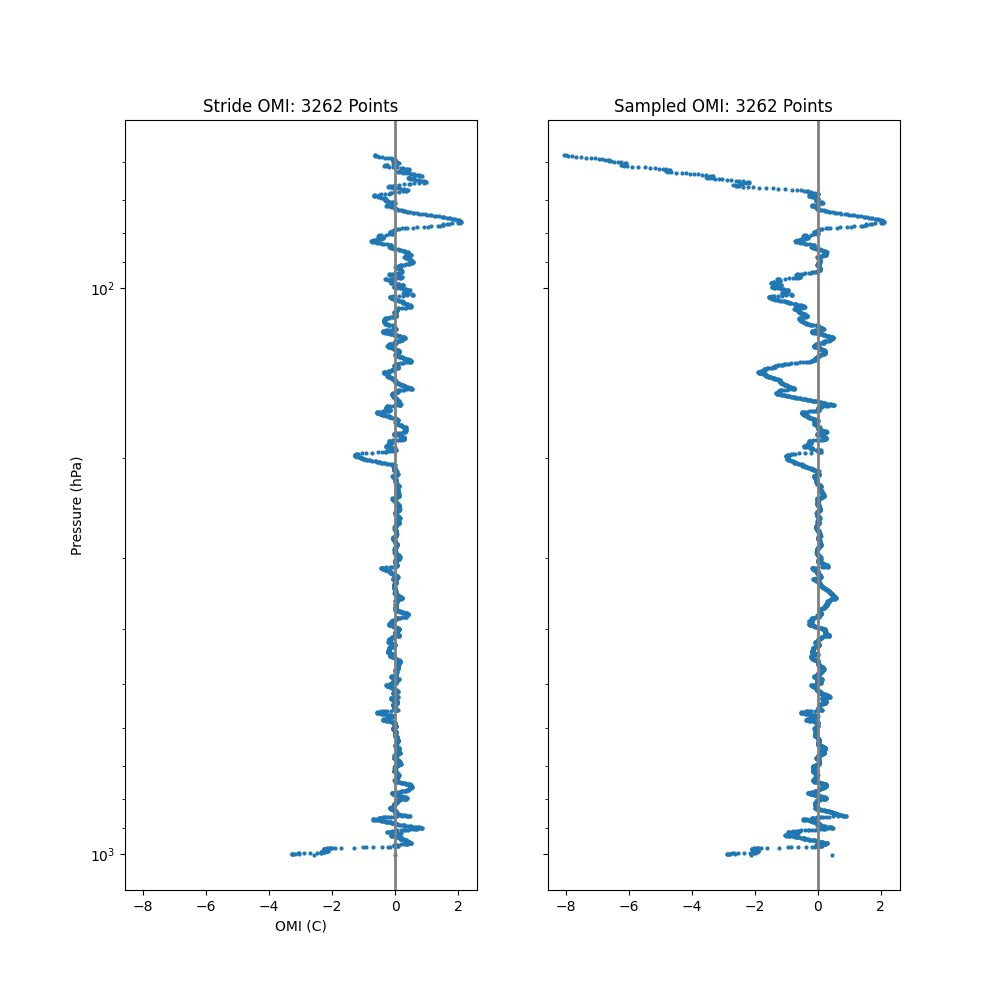 Stride OMI: 3262 Points
Sampled OMI: 3262 Points
Pressure (hPa)
10²
10³
−8 −6 −4 −2 0 2
−8 −6 −4 −2 0 2
OMI (C)